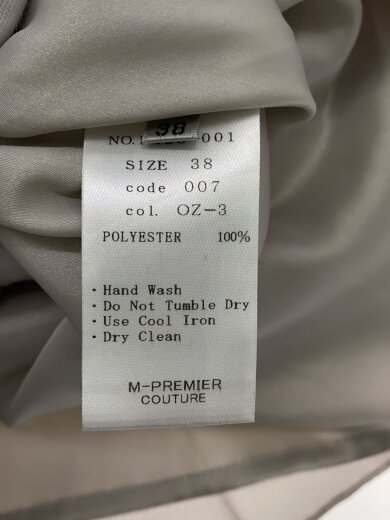 38
NO. -001
SIZE 38
code 007
col. OZ-3
POLYESTER 100%
・Hand Wash
・Do Not Tumble Dry
・Use Cool Iron
・Dry Clean
M-PREMIER
COUTURE